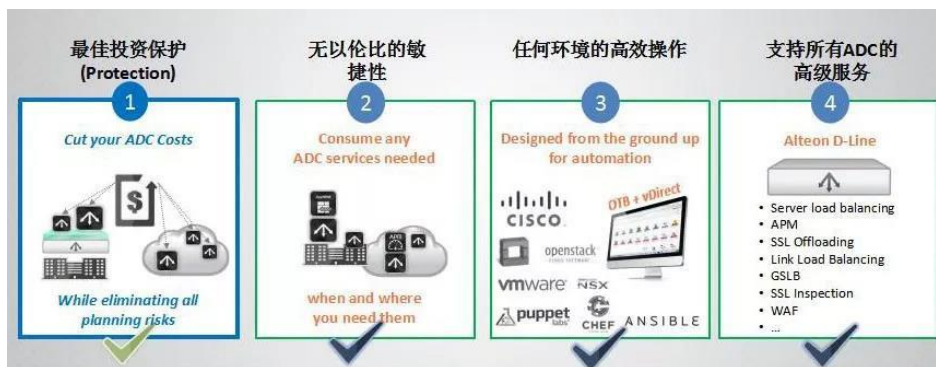 最佳投资保护
(Protection)
1
Cut your ADC Costs
$
While eliminating all
planning risks
无以伦比的敏
捷性
2
Consume any
ADC services needed
when and where
you need them
任何环境的高效操作
3
Designed from the ground up
for automation
OTB + vDirect
CISCO
openstack
vmware NSX
puppet
labs
CHEF
ANSIBLE
支持所有ADC的
高级服务
4
Alteon D-Line
• Server load balancing
• APM
• SSL Offloading
• Link Load Balancing
• GSLB
• SSL Inspection
• WAF
• ...